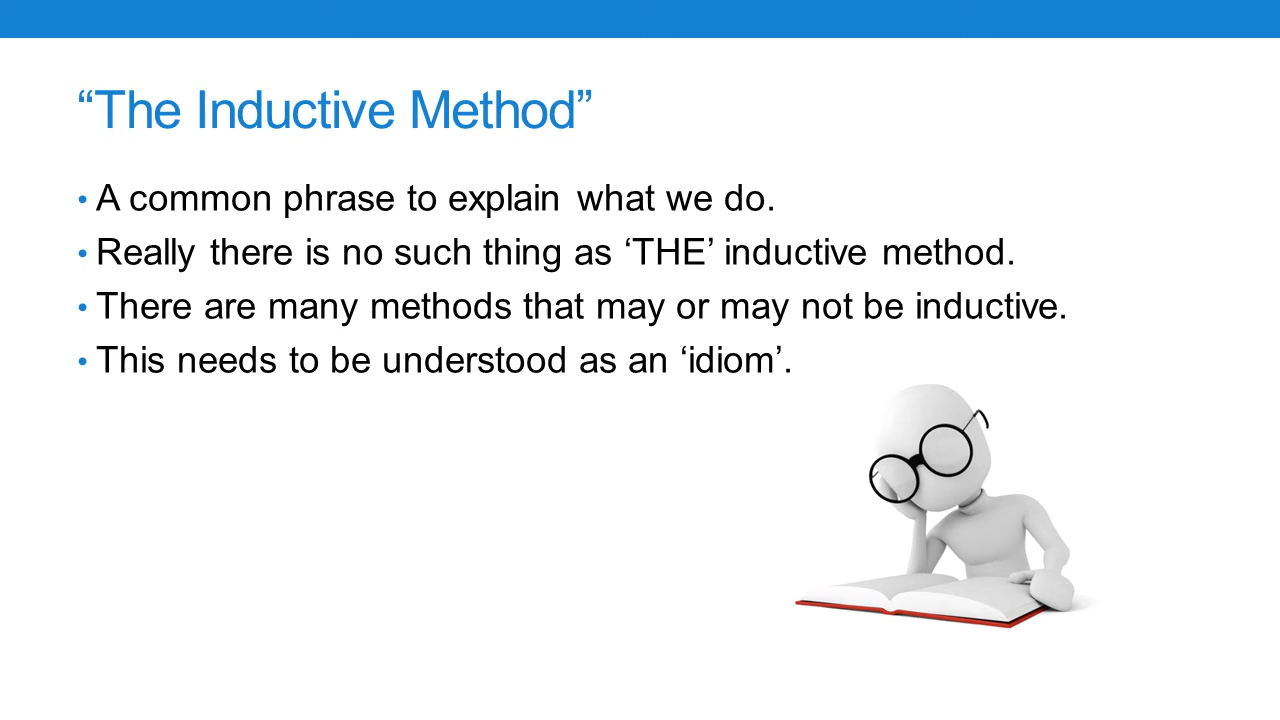 “The Inductive Method”
• A common phrase to explain what we do.
• Really there is no such thing as ‘THE’ inductive method.
• There are many methods that may or may not be inductive.
• This needs to be understood as an ‘idiom’.